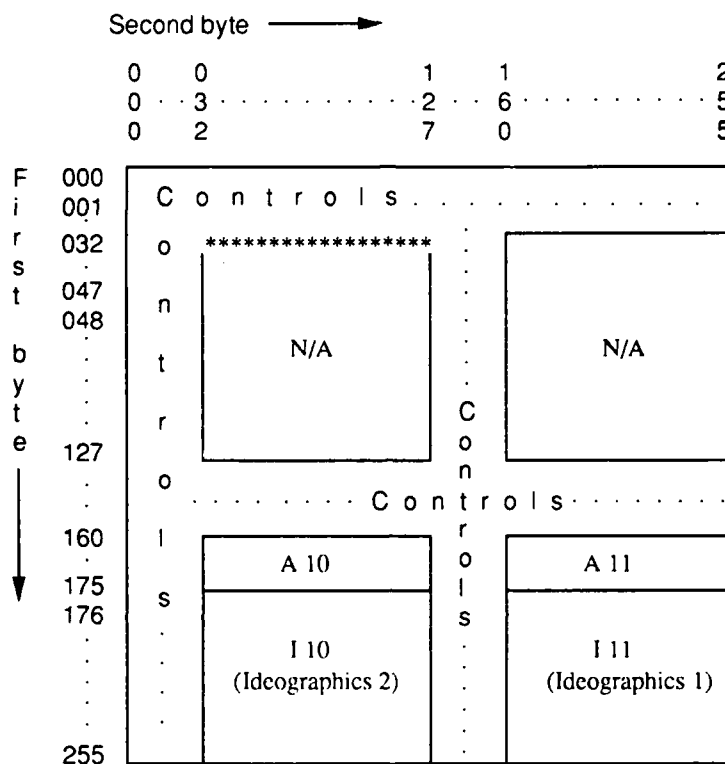 Second byte
0 0 1 1 2
0 · · 3 · · · · · · · · · · · · · 2 · · 6 · · · · · · · · · · · · 5
0 2 7 0 5
First byte
000
001
032
047
048
127
160
175
176
255
Controls
Controls
******************
N/A
N/A
Controls
Controls
A 10
A 11
I 10
(Ideographics 2)
I 11
(Ideographics 1)